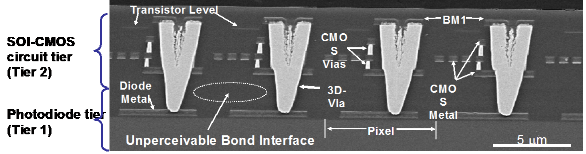 Transistor Level
BM1
SOI-CMOS
circuit tier
(Tier 2)
CMO
S
Vias
Diode
Metal
3D-
Via
CMO
S
Metal
Photodiode tier
(Tier 1)
Unperceivable Bond Interface
Pixel
5 µm